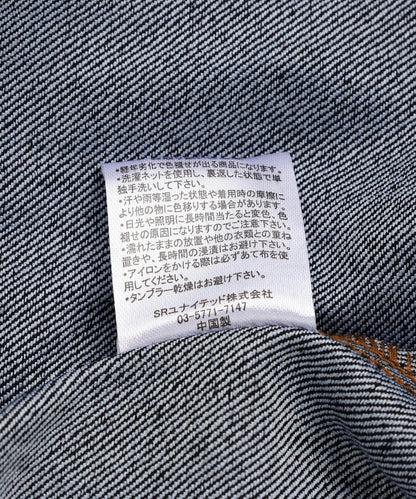 ・経年劣化で色褪せが出る商品になります。
・洗濯ネットを使用し、裏返した状態で単
独手洗いして下さい。
・汗や雨等湿った状態や着用時の摩擦に
より他の物に色移りする場合があります。
・日光や照明に長時間当たると変色、色
褪せの原因になりますのでご注意下さい。
・濡れたままの放置や他の衣類との重ね
置きや、長時間の浸漬はお避け下さい。
・アイロンをかける際は必ずあて布を使
用してください。
・タンブラー乾燥はお避け下さい。
SRユナイテッド株式会社
03-5771-7147
中国製